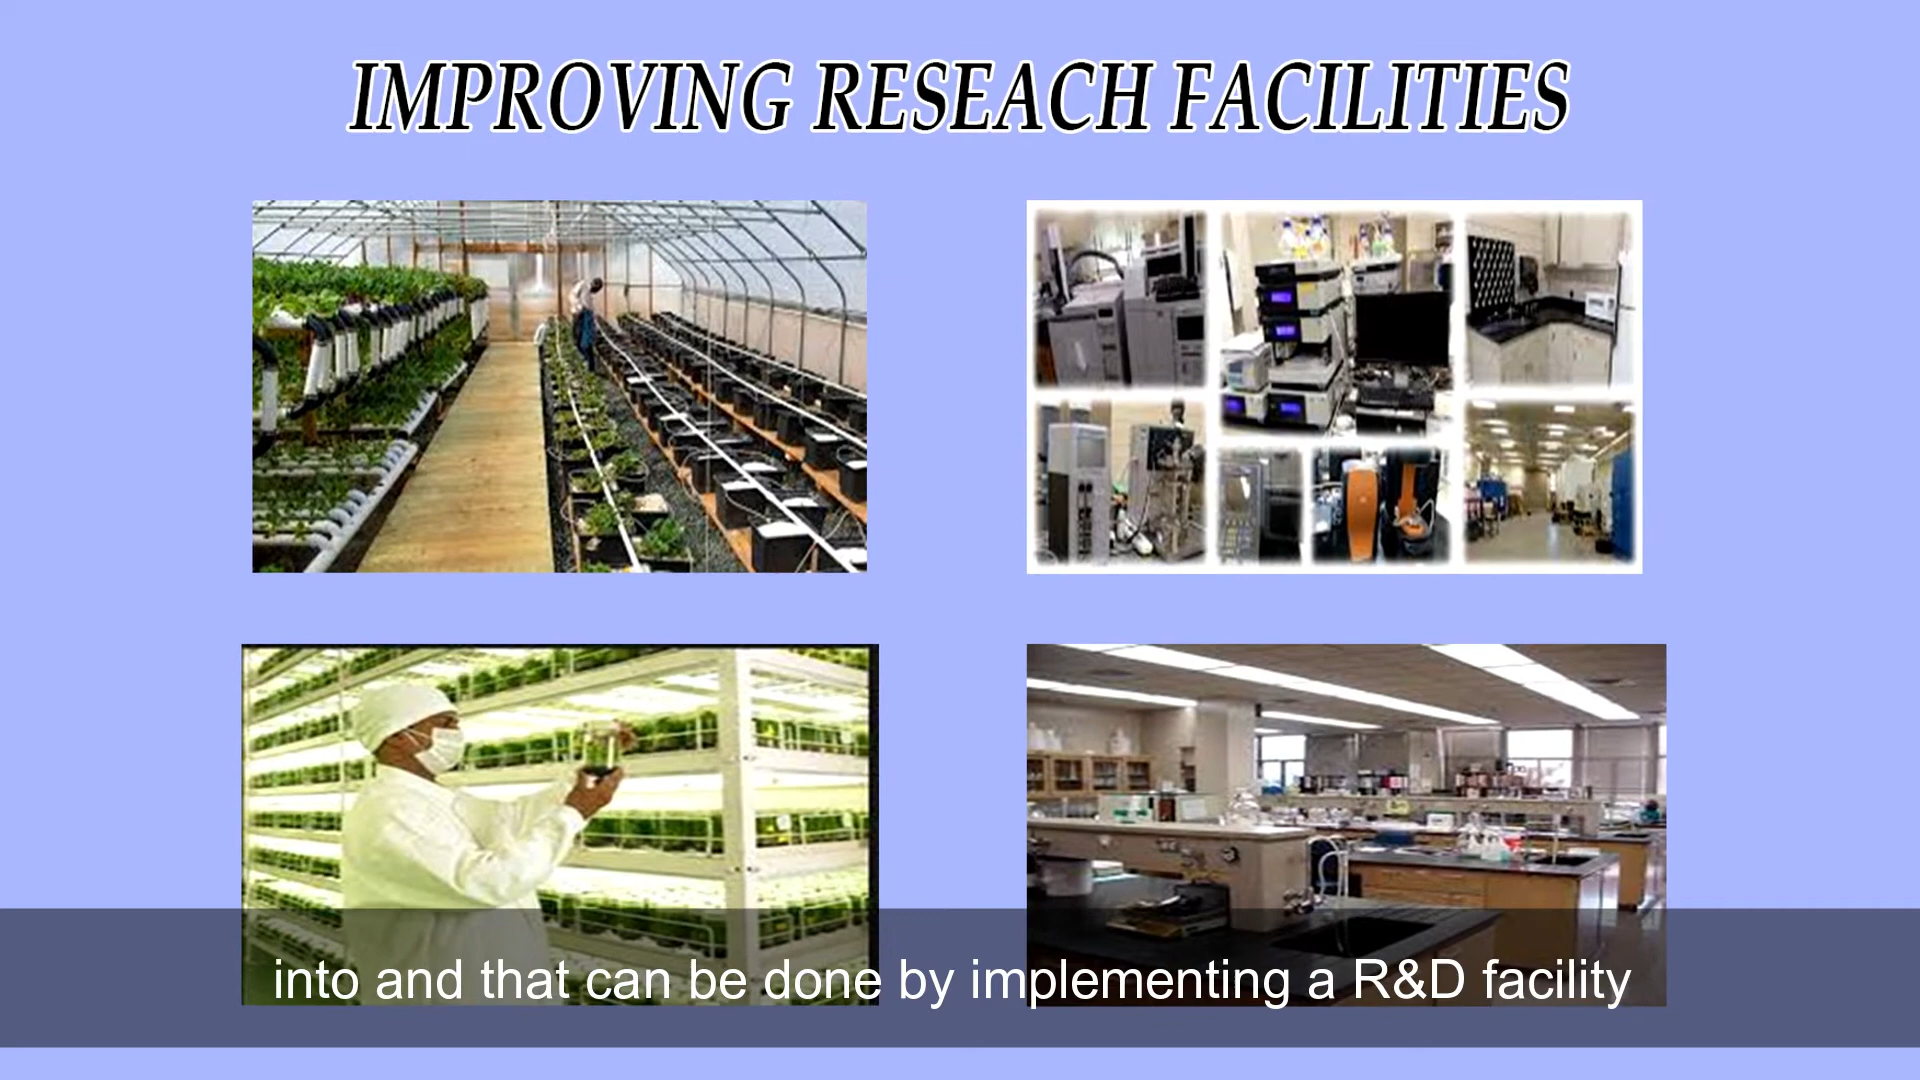 IMPROVING RESEACH FACILITIES
into and that can be done by implementing a R&D facility